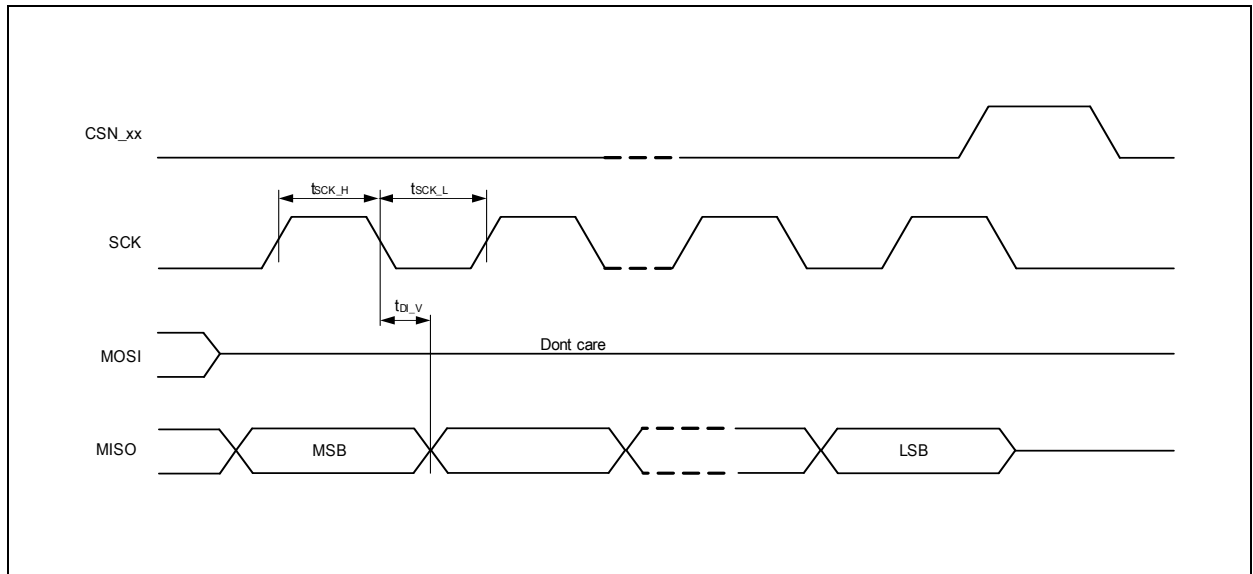 CSN_xx
tSCK_H
tSCK_L
SCK
tDI_V
Dont care
MOSI
MISO
MSB
LSB